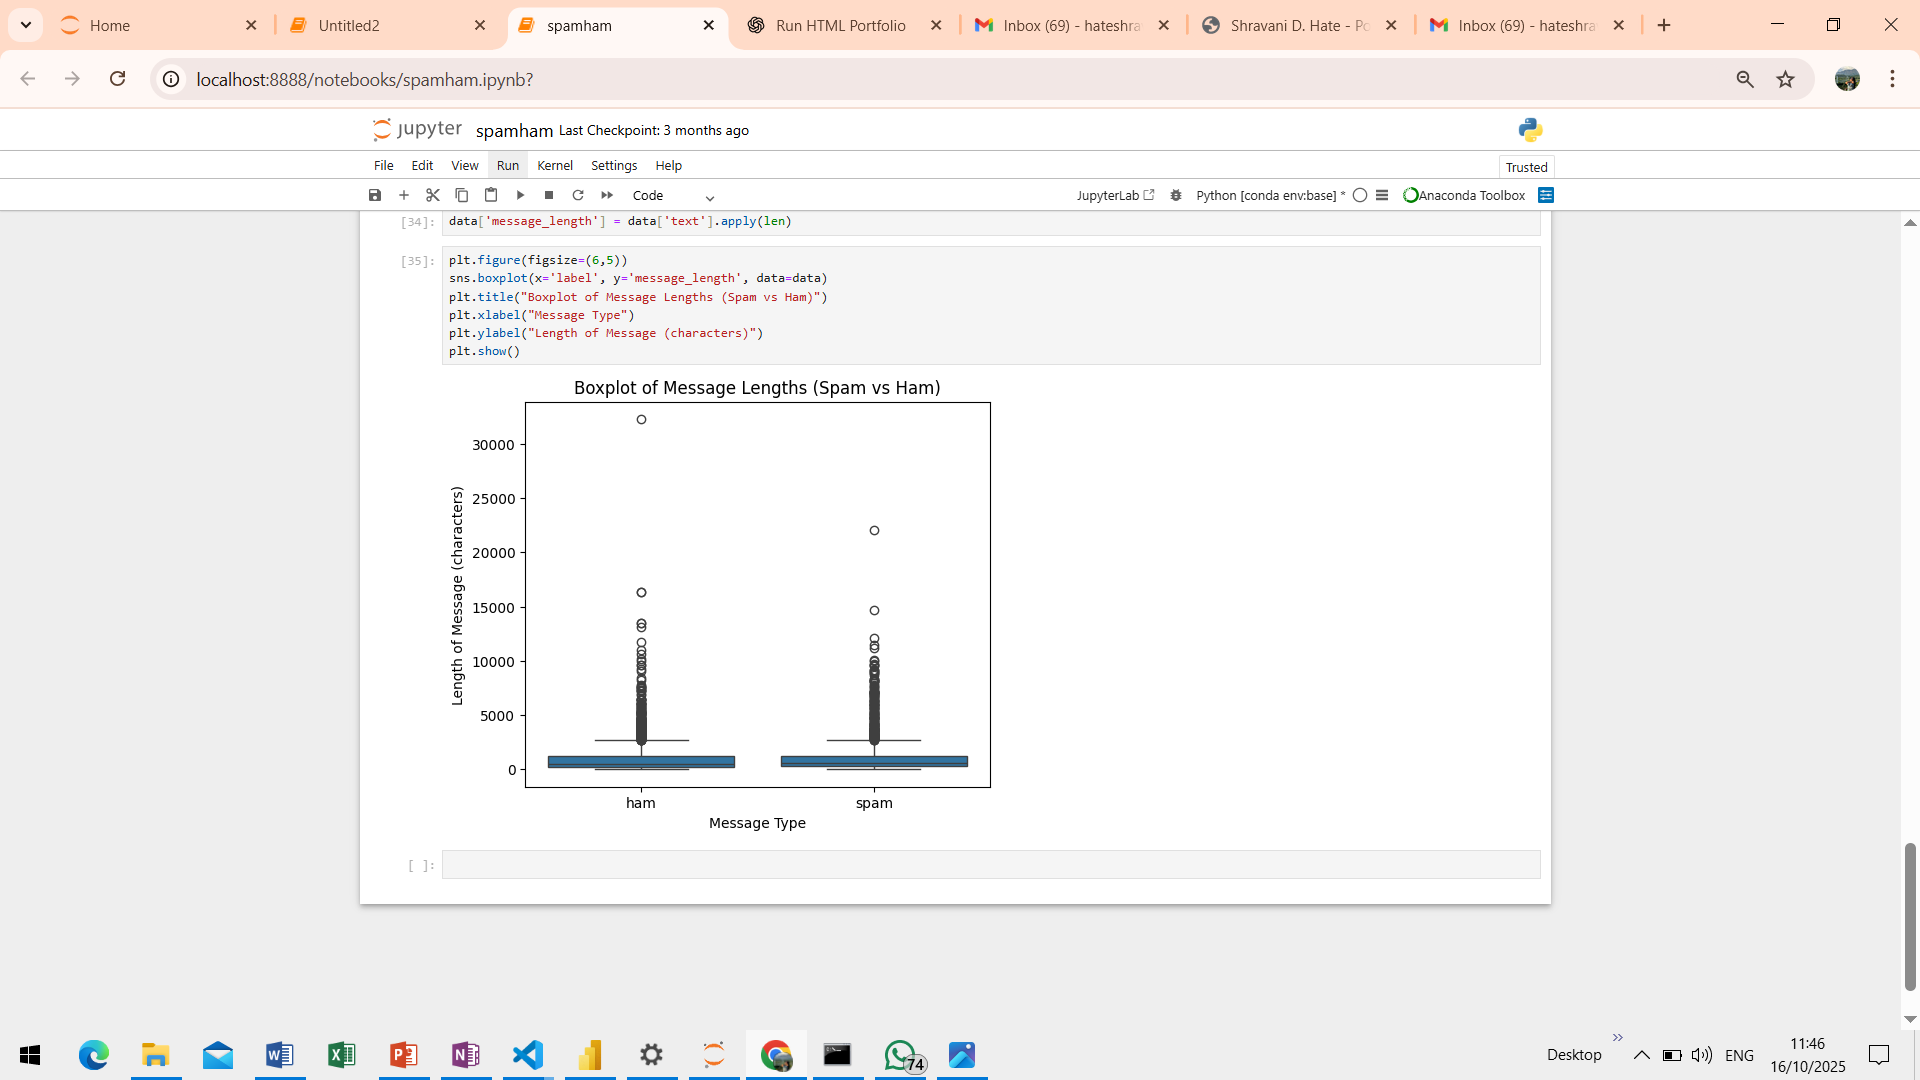 Home
Untitled2
spamham
Run HTML Portfolio
Inbox (69) - hateshra
Shravani D. Hate - Po
Inbox (69) - hateshra
localhost:8888/notebooks/spamham.ipynb?
jupyter spamham Last Checkpoint: 3 months ago
File Edit View Run Kernel Settings Help
Trusted
Code
JupyterLab
Python [conda env:base] *
Anaconda Toolbox
[34]: data['message_length'] = data['text'].apply(len)
[35]: plt.figure(figsize=(6,5))
sns.boxplot(x='label', y='message_length', data=data)
plt.title("Boxplot of Message Lengths (Spam vs Ham)")
plt.xlabel("Message Type")
plt.ylabel("Length of Message (characters)")
plt.show()
Boxplot of Message Lengths (Spam vs Ham)
Length of Message (characters)
30000
25000
20000
15000
10000
5000
0
ham spam
Message Type
[ ]:
74
Desktop
ENG
11:46
16/10/2025